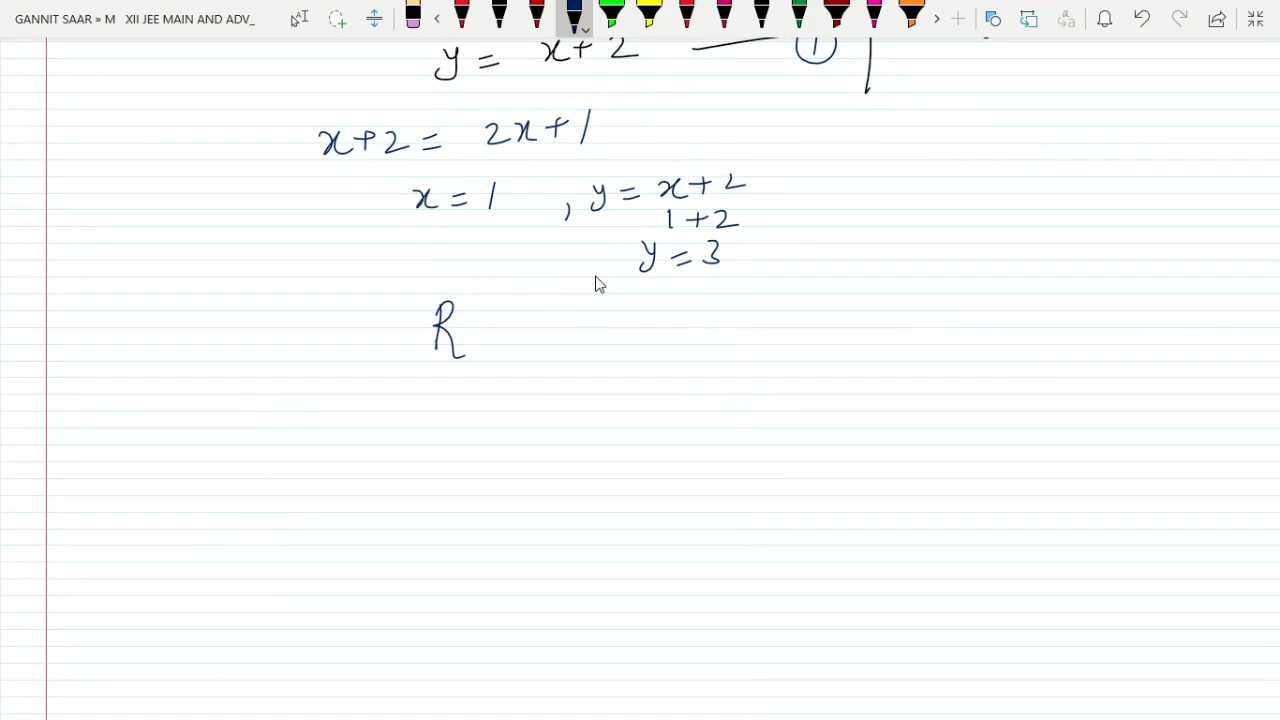 GANNIT SAAR » M XII JEE MAIN AND ADV_
y = x+2 — ①
x+2 = 2x+1
x = 1 , y = x+2
1+2
y = 3
R